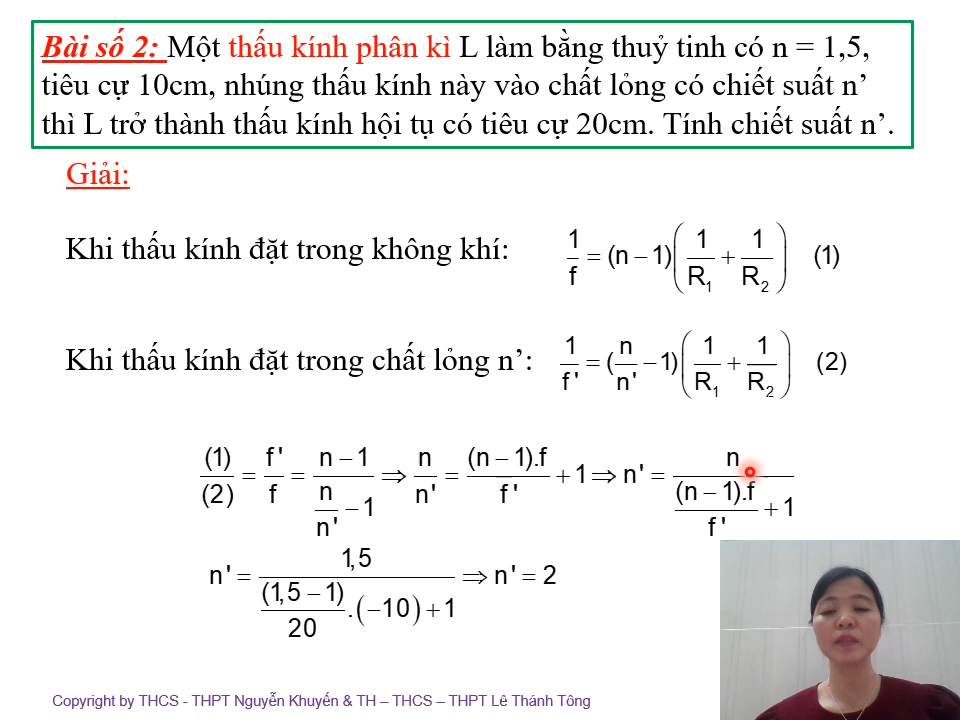 Bài số 2: Một thấu kính phân kì L làm bằng thuỷ tinh có n = 1,5,
tiêu cự 10cm, nhúng thấu kính này vào chất lỏng có chiết suất n’
thì L trở thành thấu kính hội tụ có tiêu cự 20cm. Tính chiết suất n’.
Giải:
Khi thấu kính đặt trong không khí: 1/f = (n − 1)(1/R₁ + 1/R₂) (1)
Khi thấu kính đặt trong chất lỏng n’: 1/f' = (n/n' − 1)(1/R₁ + 1/R₂) (2)
(1)/(2) = f'/f = (n − 1)/(n/n' − 1) ⇒ n/n' = (n − 1).f/f' + 1 ⇒ n' = n/((n − 1).f/f' + 1)
n' = 1,5/((1,5 − 1)/20 .(−10) + 1) ⇒ n' = 2
Copyright by THCS - THPT Nguyễn Khuyến & TH – THCS – THPT Lê Thánh Tông